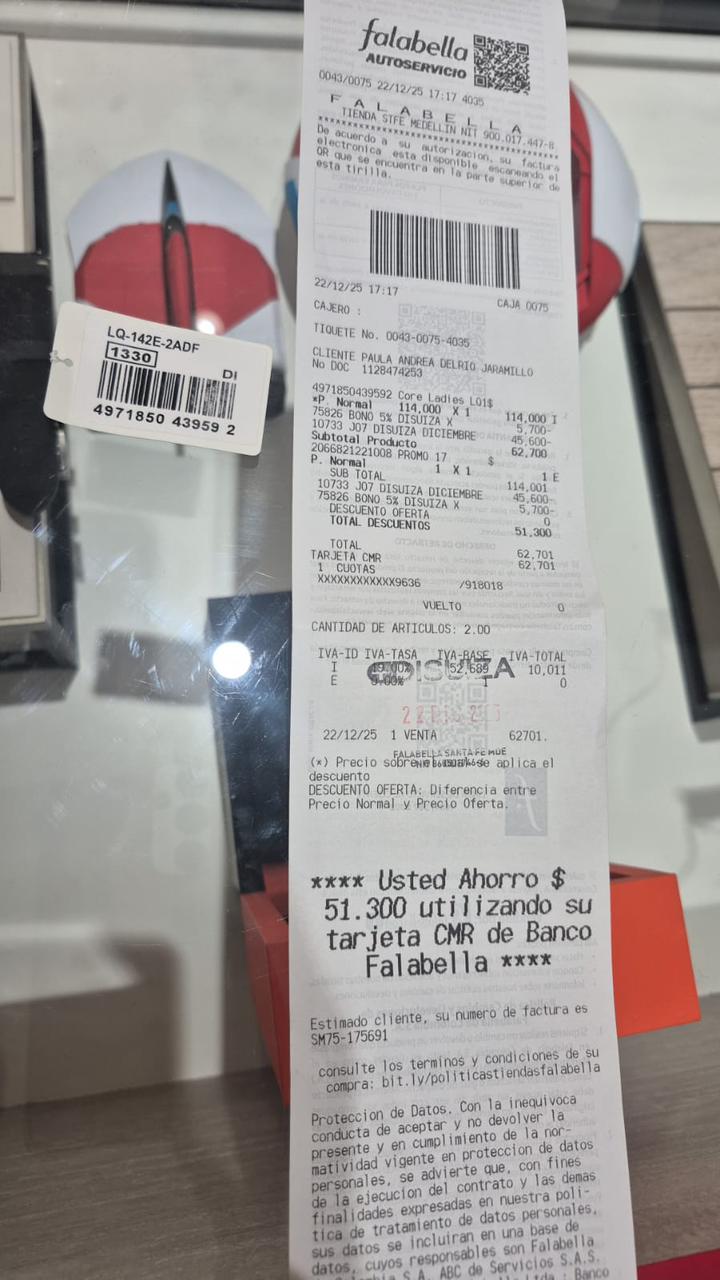 falabella
AUTOSERVICIO
0043/0075 22/12/25 17:17 4035
F A L A B E L L A
TIENDA STFE MEDELLIN NIT 900.017.447-8
****************************************
De acuerdo a su autorizacion, su factura
electronica esta disponible escaneando el
QR que se encuentra en la parte superior de
esta tirilla.
22/12/25 17:17 CAJA 0075
CAJERO :
TIQUETE No. 0043-0075-4035
CLIENTE PAULA ANDREA DELRIO JARAMILLO
No DOC 1128474253
4971850439592 Core Ladies LQ1$
*P. Normal 114,000 X 1 114,000 I
75826 BONO 5% DISUIZA X 5,700-
10733 J07 DISUIZA DICIEMBRE 45,600-
Subtotal Producto 62,700
2066821221008 PROMO 17 $
P. Normal 1 X 1 1 E
SUB TOTAL 114,001
10733 J07 DISUIZA DICIEMBRE 45,600-
75826 BONO 5% DISUIZA X 5,700-
DESCUENTO OFERTA 0
TOTAL DESCUENTOS 51,300
TOTAL 62,701
TARJETA CMR 62,701
1 CUOTAS
XXXXXXXXXXXX9636 /918018
VUELTO 0
CANTIDAD DE ARTICULOS: 2.00
IVA-ID IVA-TASA IVA-BASE IVA-TOTAL
I 19.00% 52,689 10,011
E 0.00% 0
DISUIZA
22/12/25 1 VENTA 62701.
FALABELLA SANTA FE MDE
(*) Precio sobre el cual se aplica el
descuento
DESCUENTO OFERTA: Diferencia entre
Precio Normal y Precio Oferta.
**** Usted Ahorro $
51.300 utilizando su
tarjeta CMR de Banco
Falabella ****
Estimado cliente, su numero de factura es
SM75-175691
consulte los terminos y condiciones de su
compra: bit.ly/politicastiendasfalabella
Proteccion de Datos. Con la inequivoca
conducta de aceptar y no devolver la
presente y en cumplimiento de la nor-
matividad vigente en proteccion de datos
personales, se advierte que, con fines
de la ejecucion del contrato y las demas
finalidades expresadas en nuestra poli-
tica de tratamiento de datos personales,
sus datos se incluiran en una base de
datos, cuyos responsables son Falabella
S.A. ABC de Servicios S.A.S.
Banco
LQ-142E-2ADF
1330
DI
4971850 43959 2